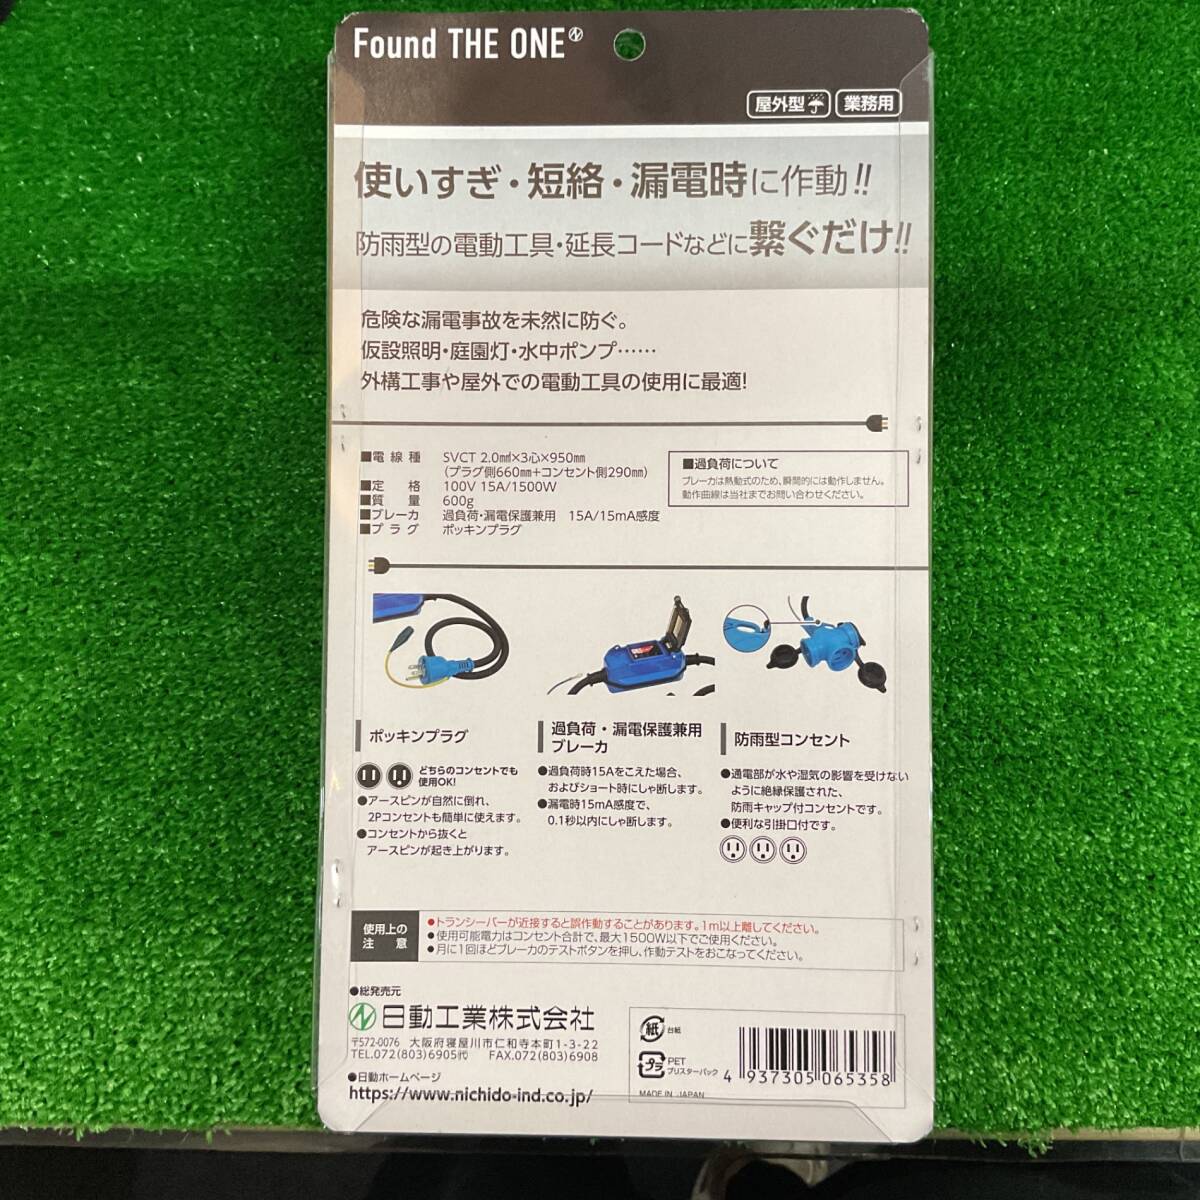 Found THE ONE
屋外型 業務用
使いすぎ・短絡・漏電時に作動!!
防雨型の電動工具・延長コードなどに繋ぐだけ!!
危険な漏電事故を未然に防ぐ。
仮設照明・庭園灯・水中ポンプ……
外構工事や屋外での電動工具の使用に最適!
■電線種 SVCT 2.0㎟×3心×950㎜
(プラグ側660㎜+コンセント側290㎜)
■定格 100V 15A/1500W
■質量 600g
■ブレーカ 過負荷・漏電保護兼用 15A/15mA感度
■プラグ ポッキンプラグ
■過負荷について
ブレーカは熱動式のため、瞬間的には動作しません。
動作曲線は当社までお問い合わせください。
ポッキンプラグ
どちらのコンセントでも
使用OK!
●アースピンが自然に倒れ、
2Pコンセントも簡単に使えます。
●コンセントから抜くと
アースピンが起き上がります。
過負荷・漏電保護兼用
ブレーカ
●過負荷時15Aをこえた場合、
およびショート時にしゃ断します。
●漏電時15mA感度で、
0.1秒以内にしゃ断します。
防雨型コンセント
●通電部が水や湿気の影響を受けない
ように絶縁保護された、
防雨キャップ付コンセントです。
●便利な引掛口付です。
使用上の
注意
●トランシーバーが近接すると誤作動することがあります。1m以上離してください。
●使用可能電力はコンセント合計で、最大1500W以下でご使用ください。
●月に1回ほどブレーカのテストボタンを押し、作動テストをおこなってください。
●総発売元
日動工業株式会社
〒572-0076 大阪府寝屋川市仁和寺本町1-3-22
TEL.072(803)6905㈹ FAX.072(803)6908
●日動ホームページ
https://www.nichido-ind.co.jp/
紙 台紙
プラ PET
ブリスターパック
MADE IN JAPAN
4 937305 065358